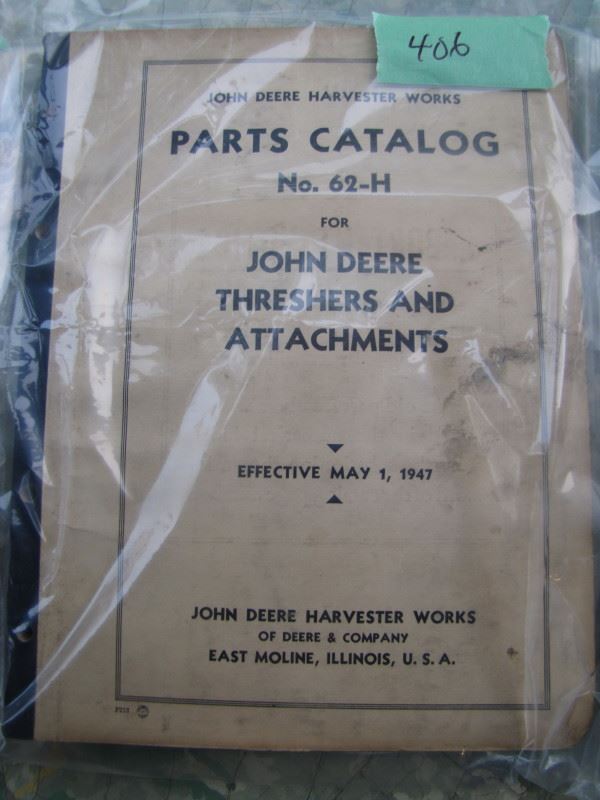 406
JOHN DEERE HARVESTER WORKS
PARTS CATALOG
No. 62-H
FOR
JOHN DEERE
THRESHERS AND
ATTACHMENTS
EFFECTIVE MAY 1, 1947
JOHN DEERE HARVESTER WORKS
OF DEERE & COMPANY
EAST MOLINE, ILLINOIS, U. S. A.